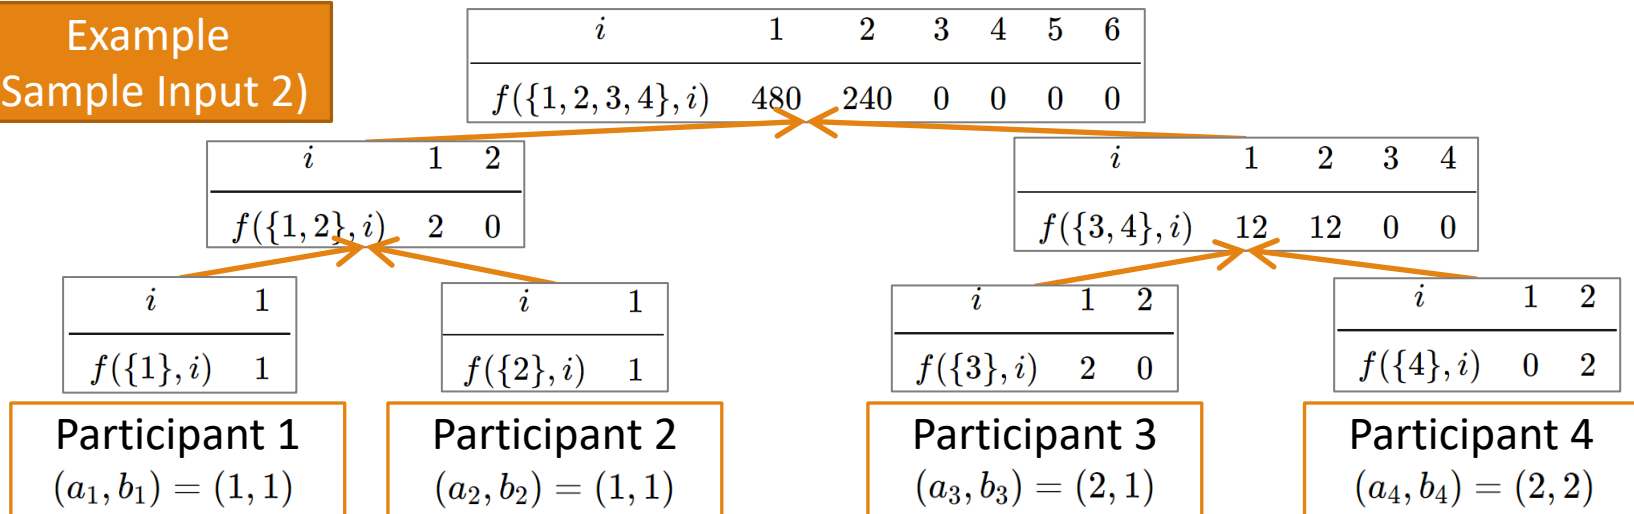 Example
Sample Input 2)
i 1 2 3 4 5 6
f({1, 2, 3, 4}, i) 480 240 0 0 0 0
i 1 2
f({1, 2}, i) 2 0
i 1 2 3 4
f({3, 4}, i) 12 12 0 0
i 1
f({1}, i) 1
i 1
f({2}, i) 1
i 1 2
f({3}, i) 2 0
i 1 2
f({4}, i) 0 2
Participant 1
(a₁, b₁) = (1, 1)
Participant 2
(a₂, b₂) = (1, 1)
Participant 3
(a₃, b₃) = (2, 1)
Participant 4
(a₄, b₄) = (2, 2)